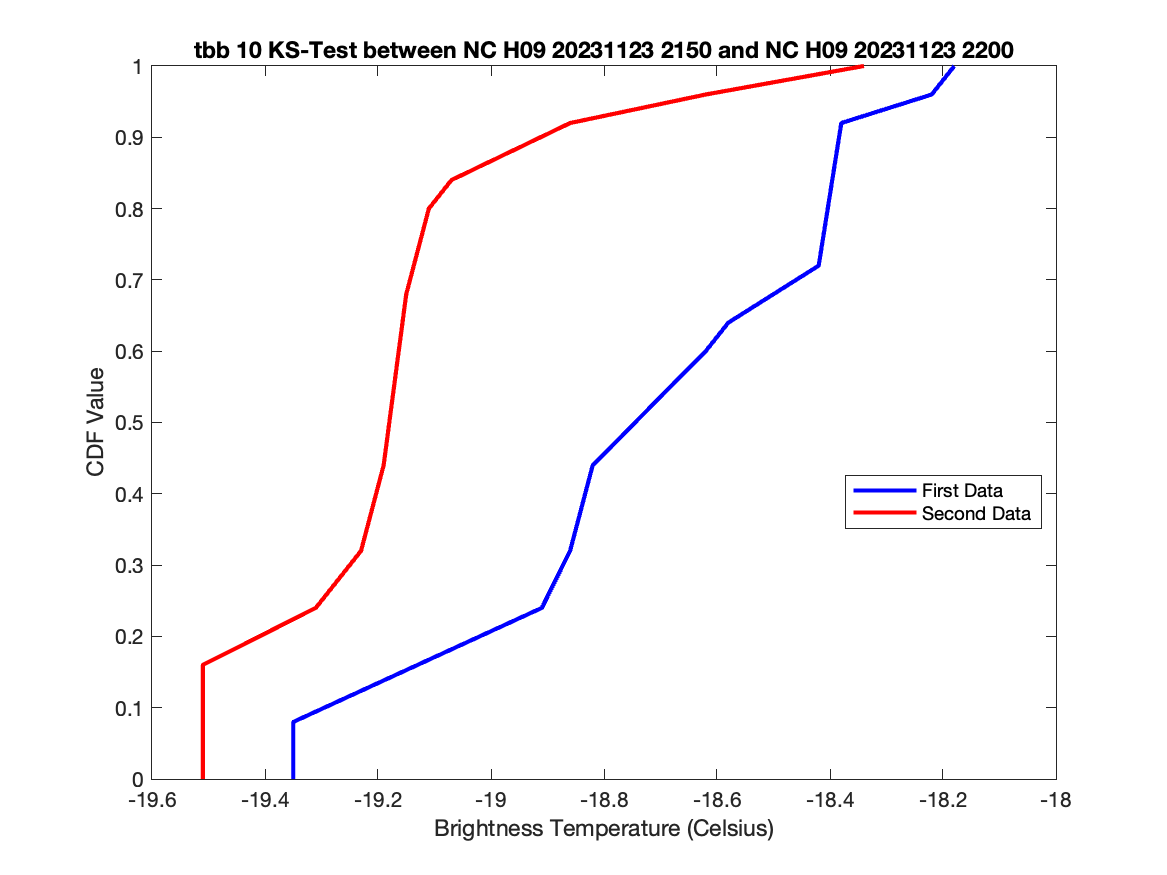 tbb 10 KS-Test between NC H09 20231123 2150 and NC H09 20231123 2200
1
0.9
0.8
0.7
0.6
0.5
0.4
0.3
0.2
0.1
0
CDF Value
First Data
Second Data
-19.6 -19.4 -19.2 -19 -18.8 -18.6 -18.4 -18.2 -18
Brightness Temperature (Celsius)